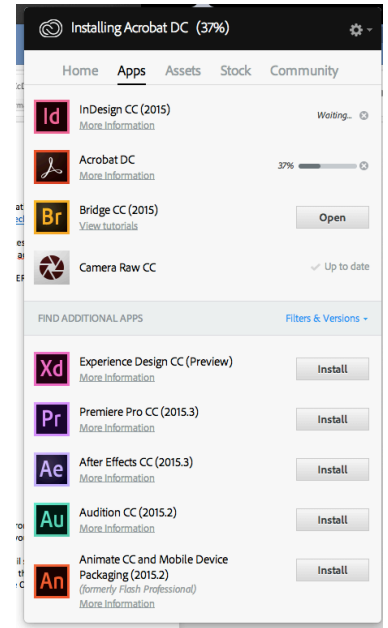 Installing Acrobat DC (37%)
Home Apps Assets Stock Community
Id InDesign CC (2015) Waiting...
More Information
Acrobat DC 37%
More Information
Br Bridge CC (2015) Open
View tutorials
Camera Raw CC Up to date
FIND ADDITIONAL APPS Filters & Versions
Xd Experience Design CC (Preview) Install
More Information
Pr Premiere Pro CC (2015.3) Install
More Information
Ae After Effects CC (2015.3) Install
More Information
Au Audition CC (2015.2) Install
More Information
Animate CC and Mobile Device
An Packaging (2015.2) Install
(formerly Flash Professional)
More Information